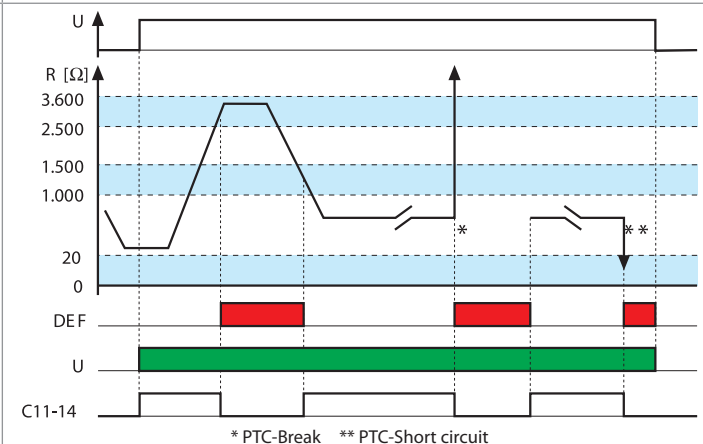 U
R [Ω]
3.600
2.500
1.500
1.000
*
**
20
0
DEF
U
C11-14
* PTC-Break ** PTC-Short circuit